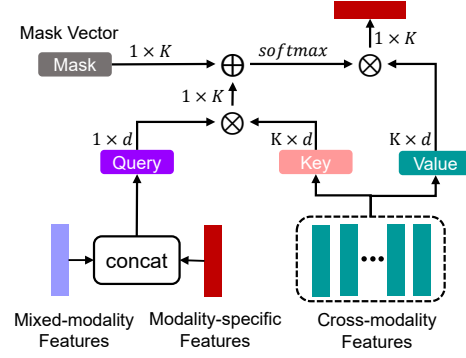 Mask Vector
Mask
1 × K
softmax
1 × K
1 × K
1 × d
K × d
K × d
Query
Key
Value
concat
•••
Mixed-modality
Features
Modality-specific
Features
Cross-modality
Features